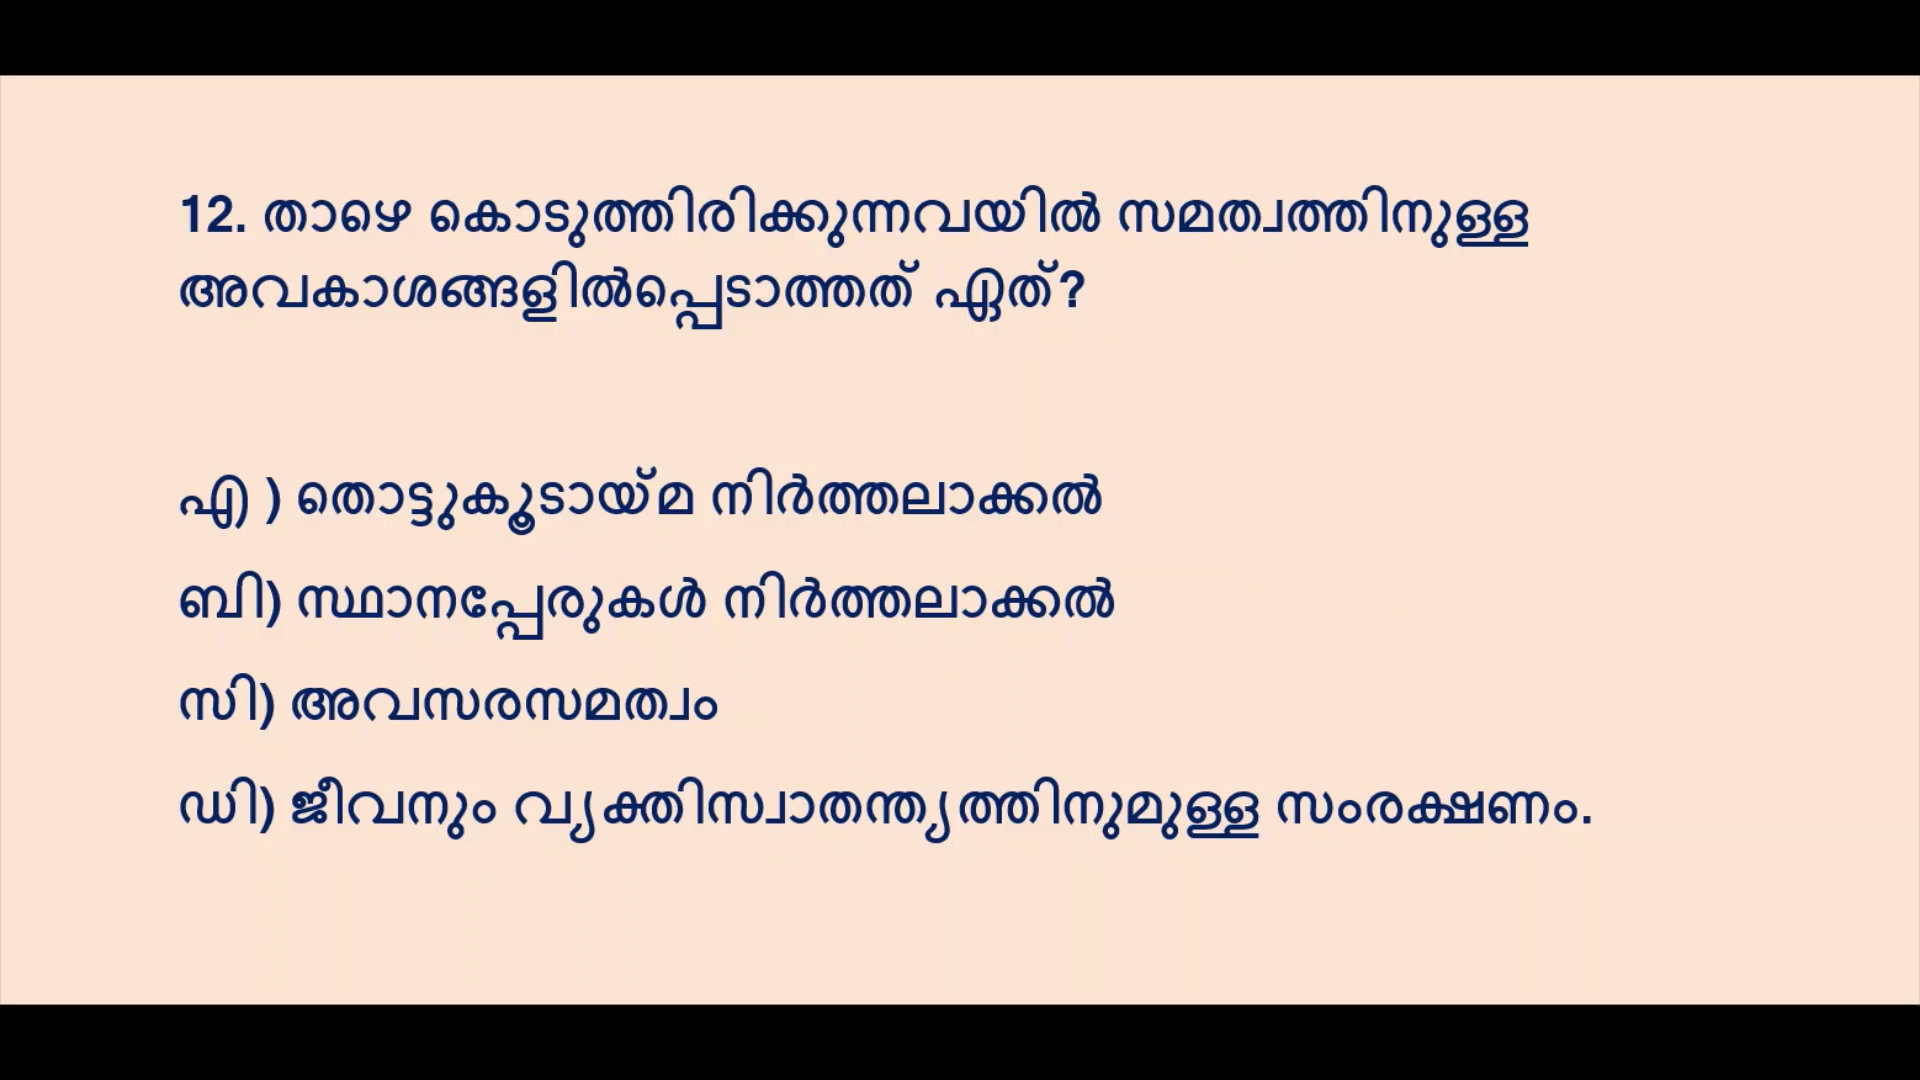 12. താഴെ കൊടുത്തിരിക്കുന്നവയിൽ സമത്വത്തിനുള്ള
അവകാശങ്ങളിൽപ്പെടാത്തത് ഏത്?
എ ) തൊട്ടുകൂടായ്മ നിർത്തലാക്കൽ
ബി) സ്ഥാനപ്പേരുകൾ നിർത്തലാക്കൽ
സി) അവസരസമത്വം
ഡി) ജീവനും വ്യക്തിസ്വാതന്ത്ര്യത്തിനുമുള്ള സംരക്ഷണം.